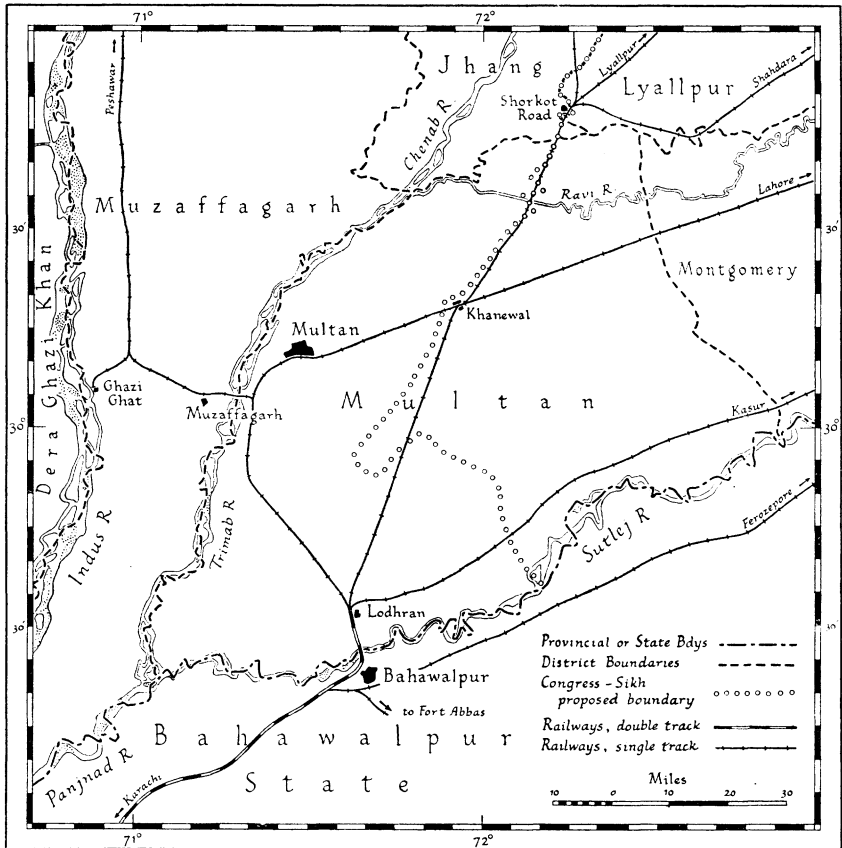 71°
72°
Jhang
Lyallpur
Lyallpur
Shahdara
Peshawar
Shorkot
Road
Chenab R
Muzaffagarh
Ravi R
Lahore
30'
30'
Montgomery
Dera Ghazi Khan
Khanewal
Multan
Ghazi
Ghat
Muzaffagarh
Multan
Kasur
30°
30°
Ferozepore
Trimab R
Indus R
Sutlej R
Lodhran
30'
Bahawalpur
to Fort Abbas
Bahawalpur
State
Panjnad R
Karachi
Provincial or State Bdys
District Boundaries
Congress-Sikh
proposed boundary
Railways, double track
Railways, single track
Miles
10 0 10 20 30
71°
72°